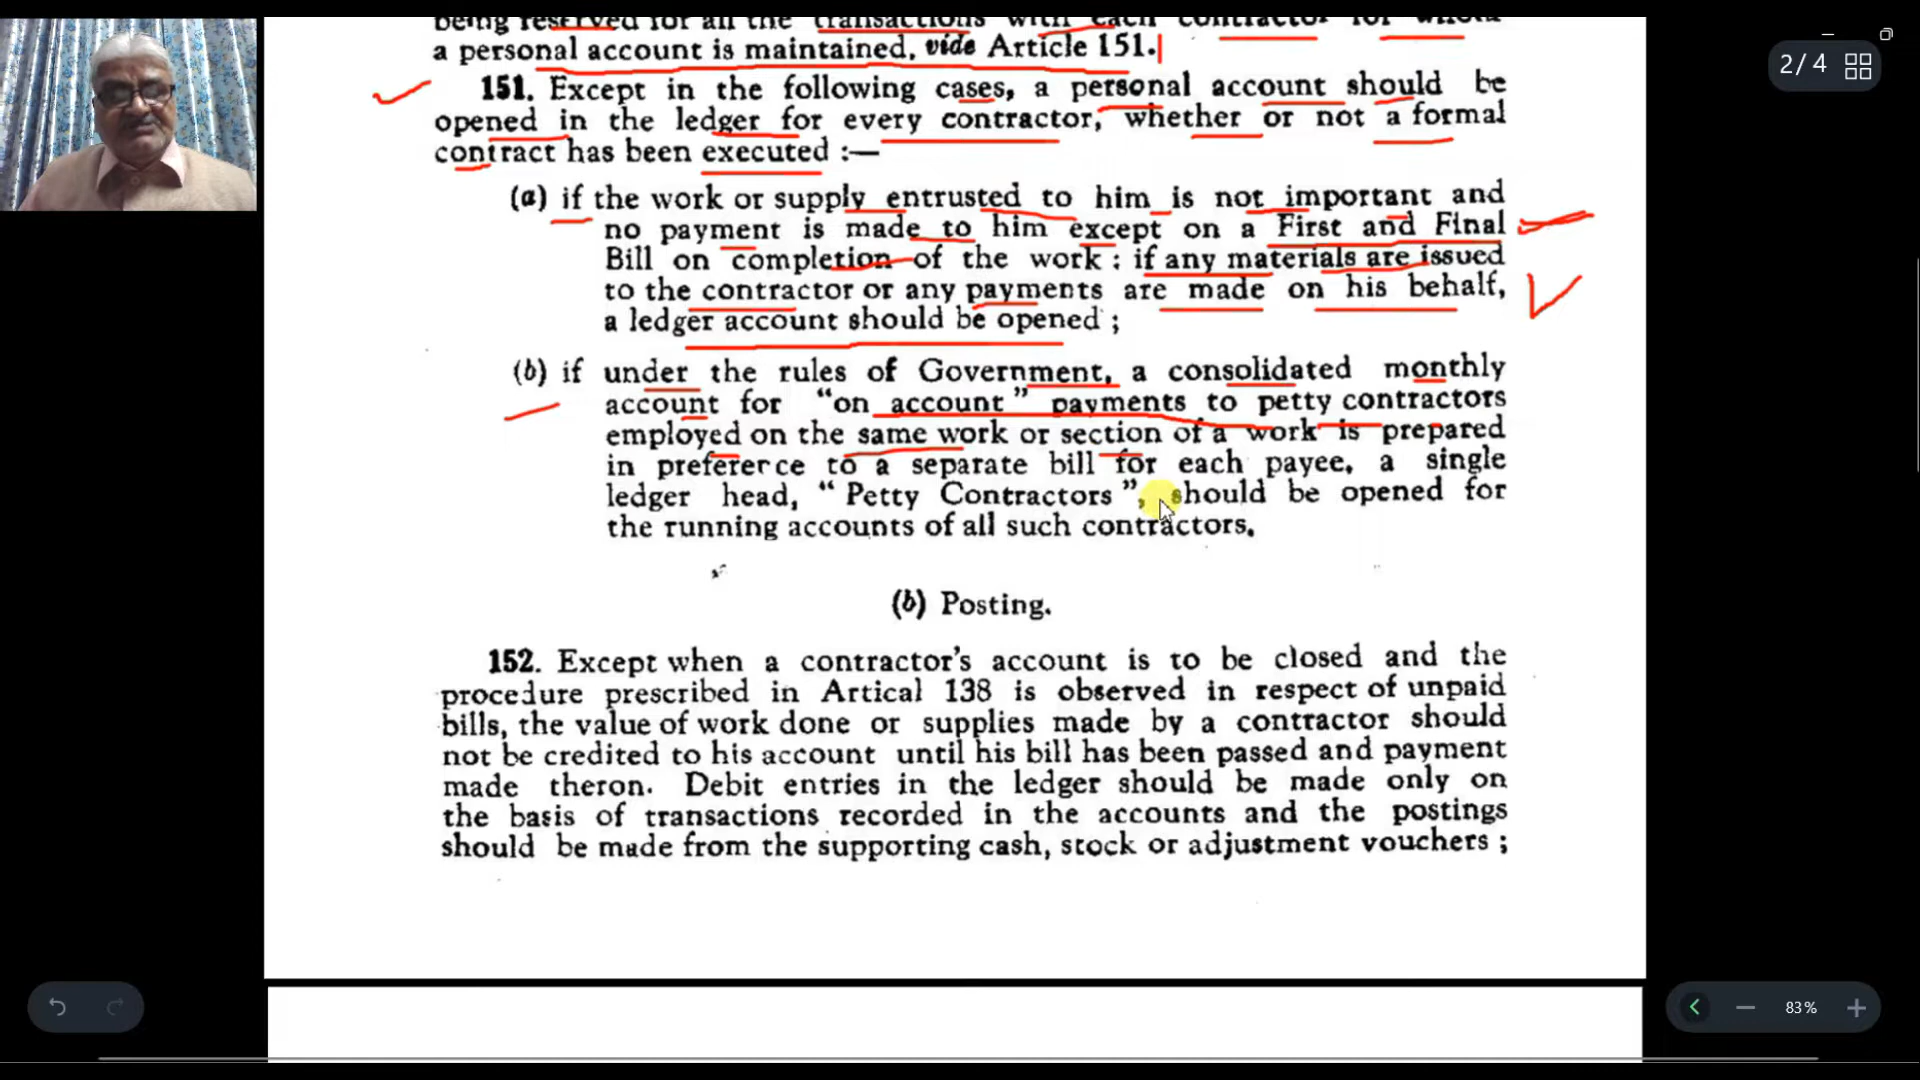 being reserved for all the transactions with each contractor for whom
a personal account is maintained, vide Article 151.
2/4
151. Except in the following cases, a personal account should be
opened in the ledger for every contractor, whether or not a formal
contract has been executed :—
(a) if the work or supply entrusted to him is not important and
no payment is made to him except on a First and Final
Bill on completion of the work : if any materials are issued
to the contractor or any payments are made on his behalf,
a ledger account should be opened ;
(b) if under the rules of Government, a consolidated monthly
account for “on account” payments to petty contractors
employed on the same work or section of a work is prepared
in preference to a separate bill for each payee, a single
ledger head, “Petty Contractors”, should be opened for
the running accounts of all such contractors.
(b) Posting.
152. Except when a contractor's account is to be closed and the
procedure prescribed in Artical 138 is observed in respect of unpaid
bills, the value of work done or supplies made by a contractor should
not be credited to his account until his bill has been passed and payment
made theron. Debit entries in the ledger should be made only on
the basis of transactions recorded in the accounts and the postings
should be made from the supporting cash, stock or adjustment vouchers ;
83%